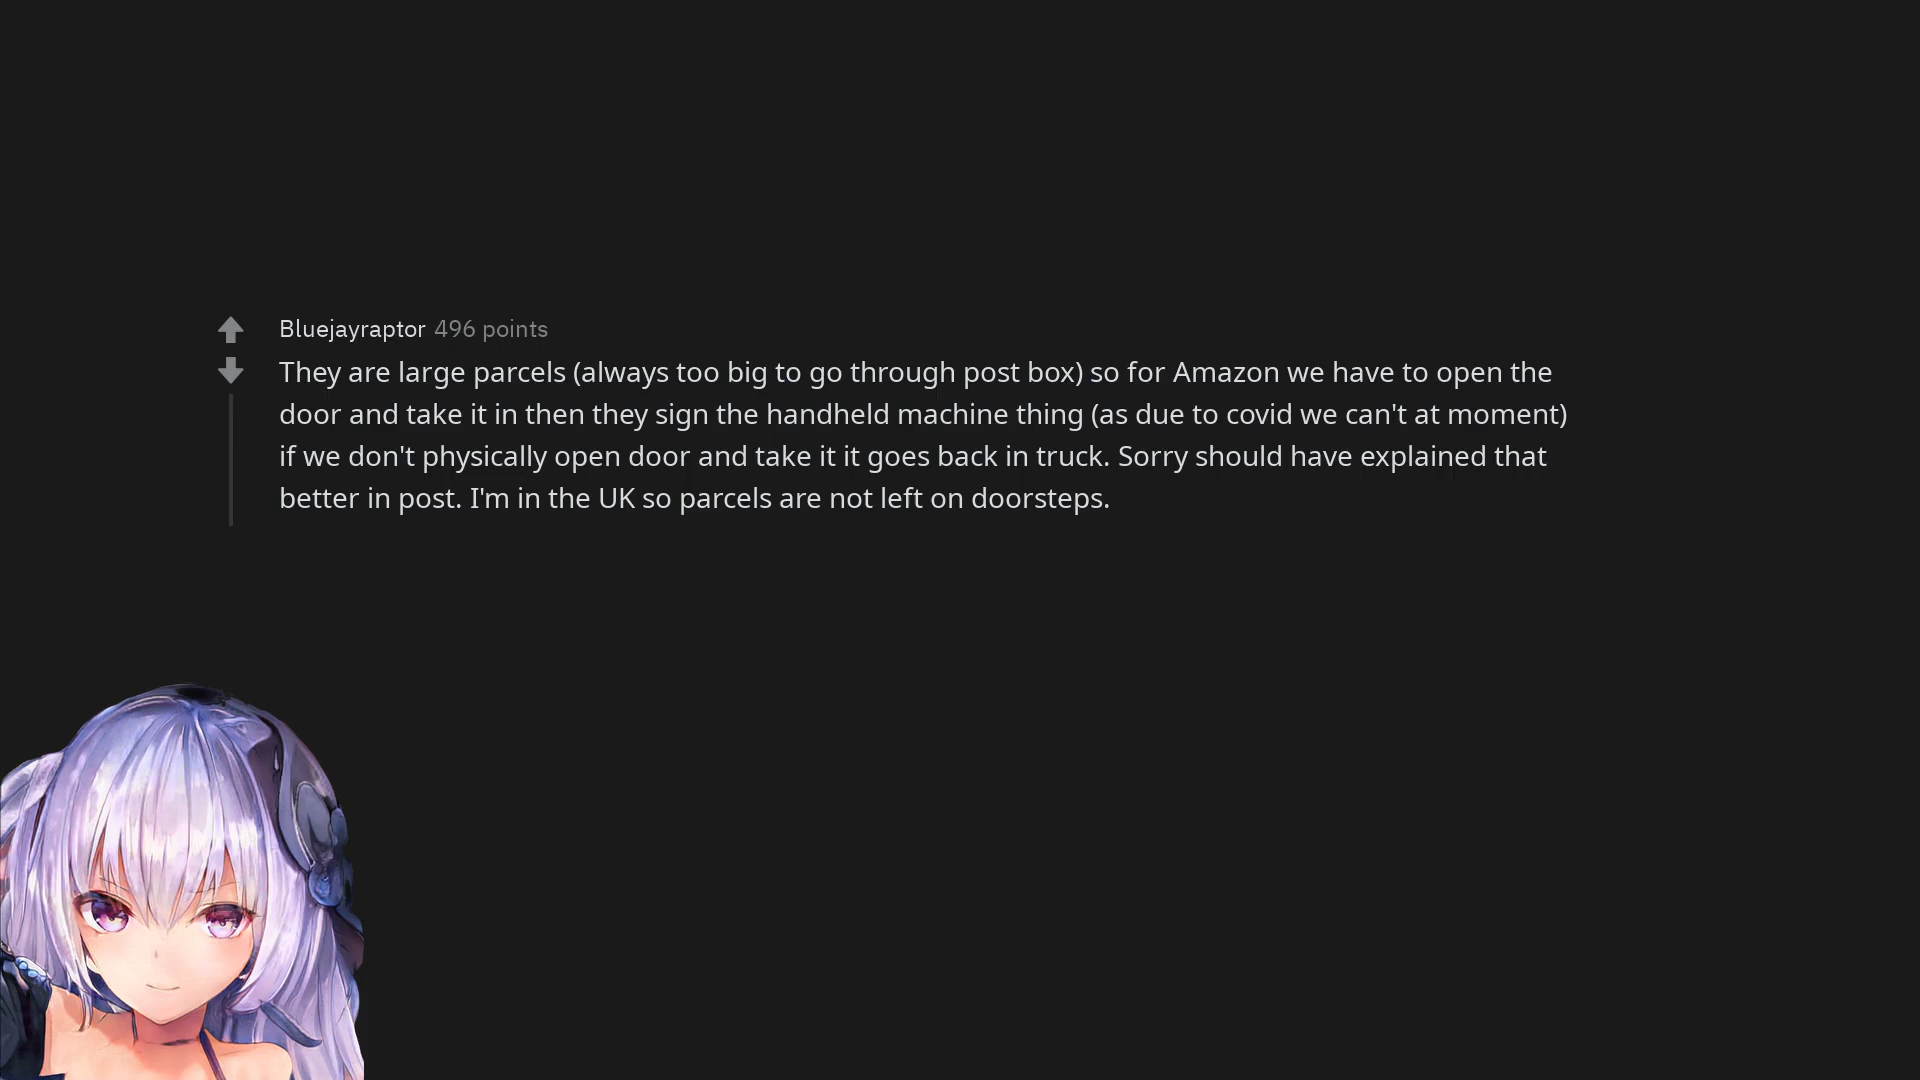 Bluejayraptor 496 points
They are large parcels (always too big to go through post box) so for Amazon we have to open the
door and take it in then they sign the handheld machine thing (as due to covid we can't at moment)
if we don't physically open door and take it it goes back in truck. Sorry should have explained that
better in post. I'm in the UK so parcels are not left on doorsteps.